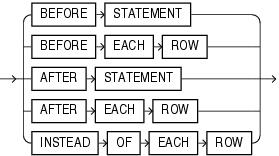 BEFORE STATEMENT
BEFORE EACH ROW
AFTER STATEMENT
AFTER EACH ROW
INSTEAD OF EACH ROW